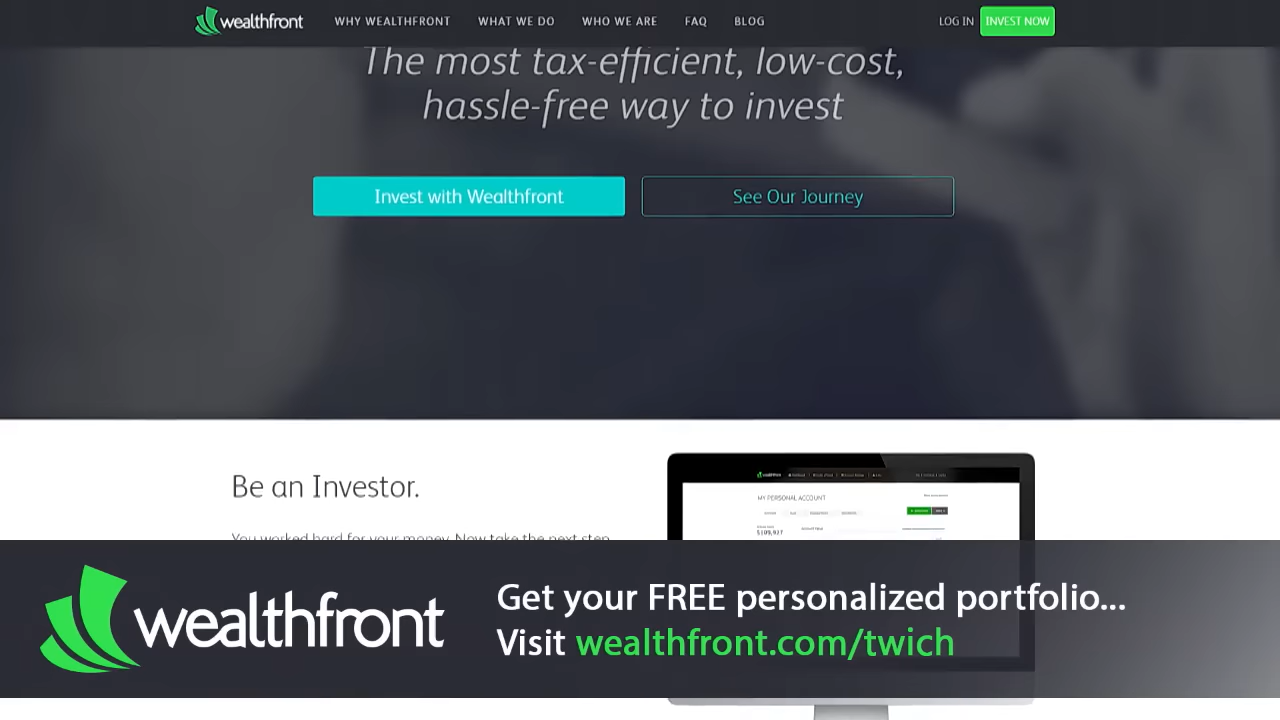 wealthfront WHY WEALTHFRONT WHAT WE DO WHO WE ARE FAQ BLOG LOG IN INVEST NOW
The most tax-efficient, low-cost,
hassle-free way to invest
Invest with Wealthfront See Our Journey
Be an Investor.
You worked hard for your money. Now take the next step
MY PERSONAL ACCOUNT
wealthfront
Get your FREE personalized portfolio...
Visit wealthfront.com/twich